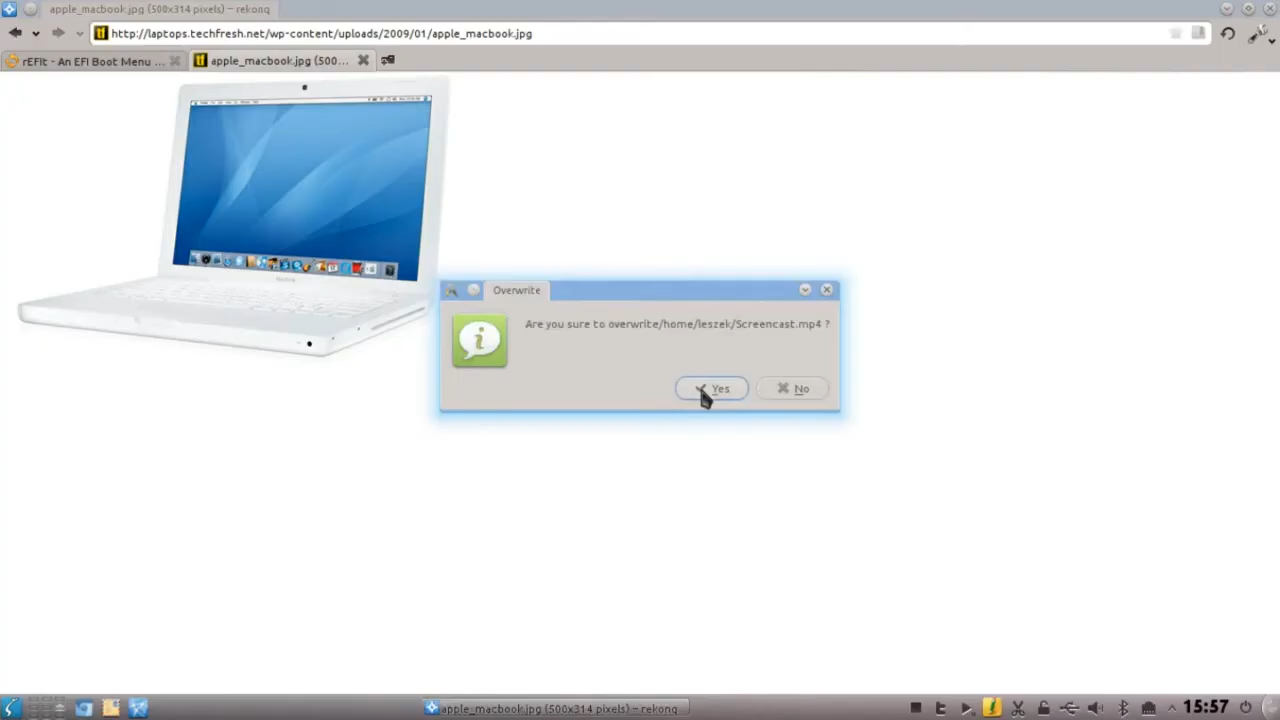 apple_macbook.jpg (500x314 pixels) – rekonq
http://laptops.techfresh.net/wp-content/uploads/2009/01/apple_macbook.jpg
rEFIt - An EFI Boot Menu ...
apple_macbook.jpg (500...
Overwrite
Are you sure to overwrite/home/leszek/Screencast.mp4 ?
Yes
No
apple_macbook.jpg (500x314 pixels) – rekonq
15:57